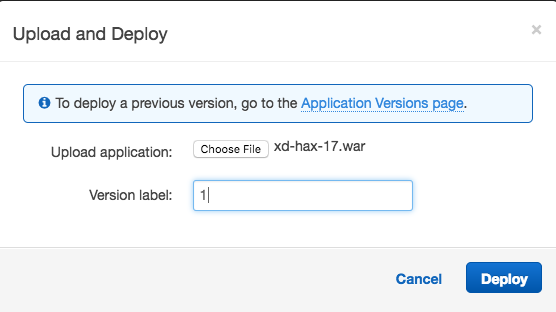 Upload and Deploy
×
To deploy a previous version, go to the Application Versions page.
Upload application: Choose File xd-hax-17.war
Version label: 1
Cancel Deploy